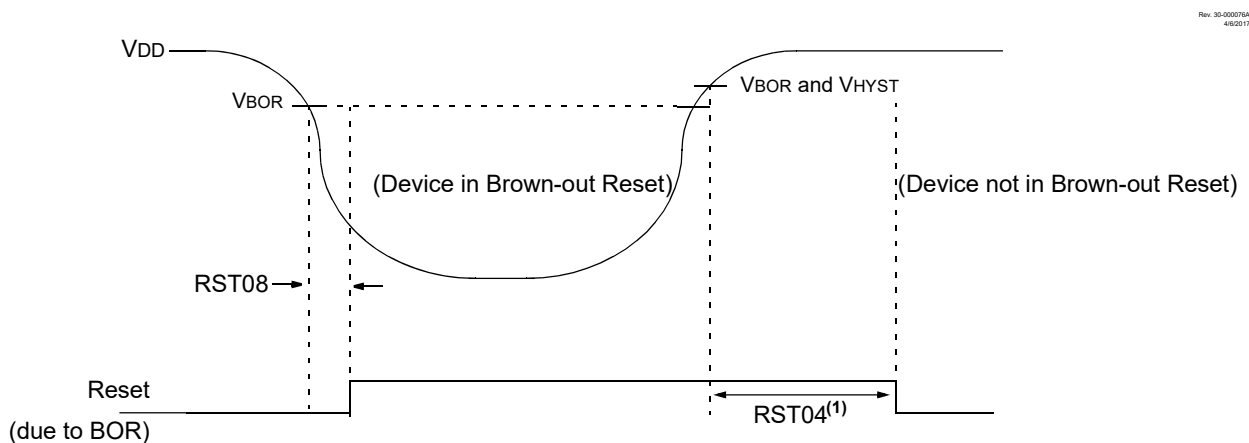 Rev. 30-000076A
4/6/2017
VDD
VBOR
VBOR and VHYST
(Device in Brown-out Reset)
(Device not in Brown-out Reset)
RST08
Reset
(due to BOR)
RST04(1)